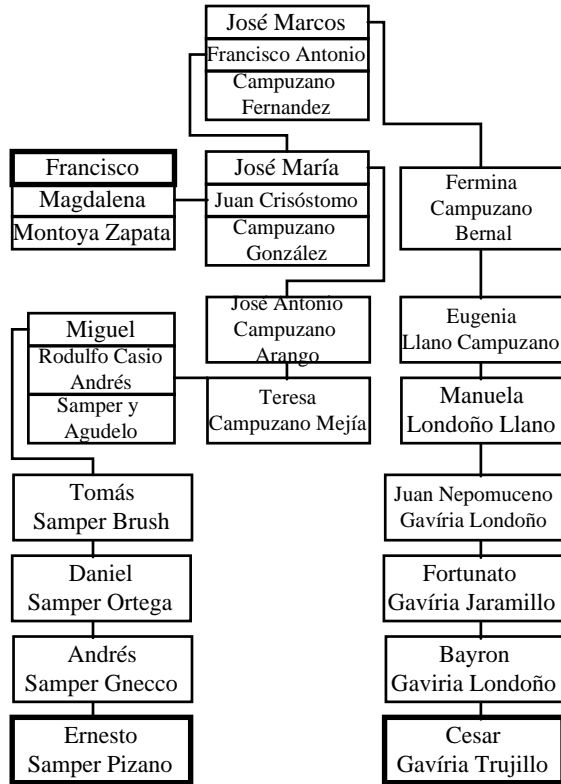 José Marcos
Francisco Antonio
Campuzano
Fernandez
Francisco
Magdalena
Montoya Zapata
José María
Juan Crisóstomo
Campuzano
González
Fermina
Campuzano
Bernal
Miguel
Rodulfo Casio
Andrés
Samper y
Agudelo
José Antonio
Campuzano
Arango
Teresa
Campuzano Mejía
Eugenia
Llano Campuzano
Manuela
Londoño Llano
Tomás
Samper Brush
Juan Nepomuceno
Gavíria Londoño
Daniel
Samper Ortega
Fortunato
Gavíria Jaramillo
Andrés
Samper Gnecco
Bayron
Gaviria Londoño
Ernesto
Samper Pizano
Cesar
Gavíria Trujillo